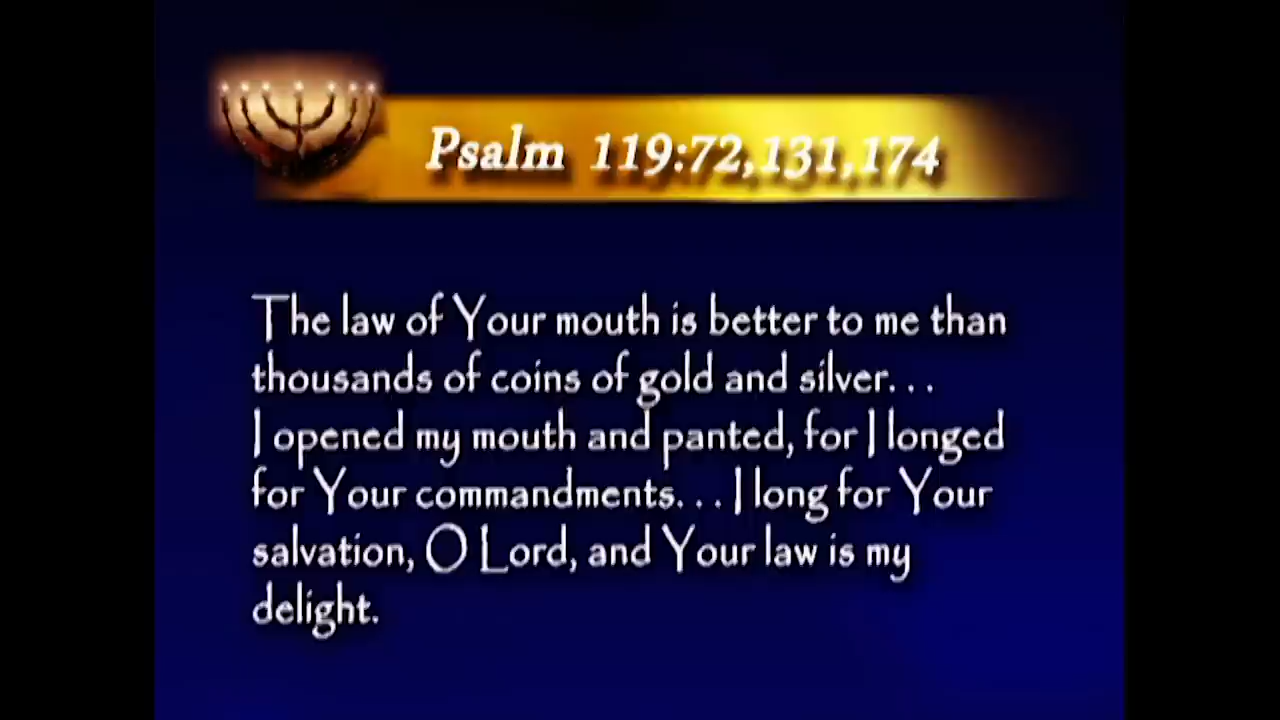 Psalm 119:72,131,174
The law of Your mouth is better to me than
thousands of coins of gold and silver. . .
I opened my mouth and panted, for I longed
for Your commandments. . . I long for Your
salvation, O Lord, and Your law is my
delight.